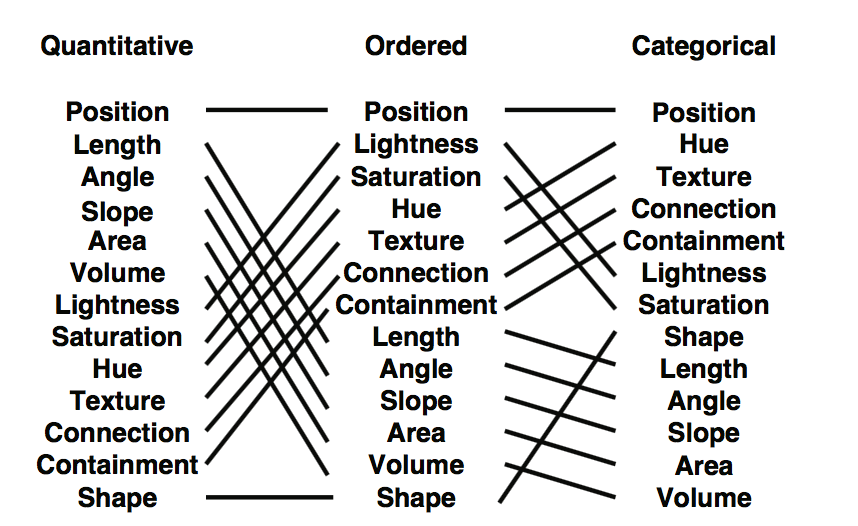 Quantitative Ordered Categorical
Position Position Position
Length Lightness Hue
Angle Saturation Texture
Slope Hue Connection
Area Texture Containment
Volume Connection Lightness
Lightness Containment Saturation
Saturation Length Shape
Hue Angle Length
Texture Slope Angle
Connection Area Slope
Containment Volume Area
Shape Shape Volume